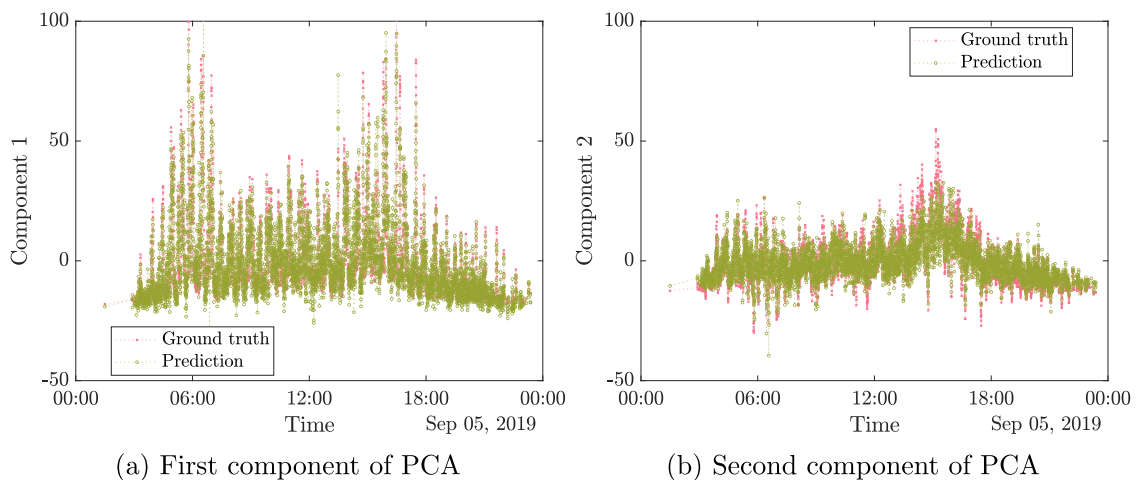 100
50
0
-50
Component 1
Ground truth
Prediction
00:00
06:00
12:00
18:00
00:00
Time
Sep 05, 2019
(a) First component of PCA
100
50
0
-50
Component 2
Ground truth
Prediction
00:00
06:00
12:00
18:00
00:00
Time
Sep 05, 2019
(b) Second component of PCA